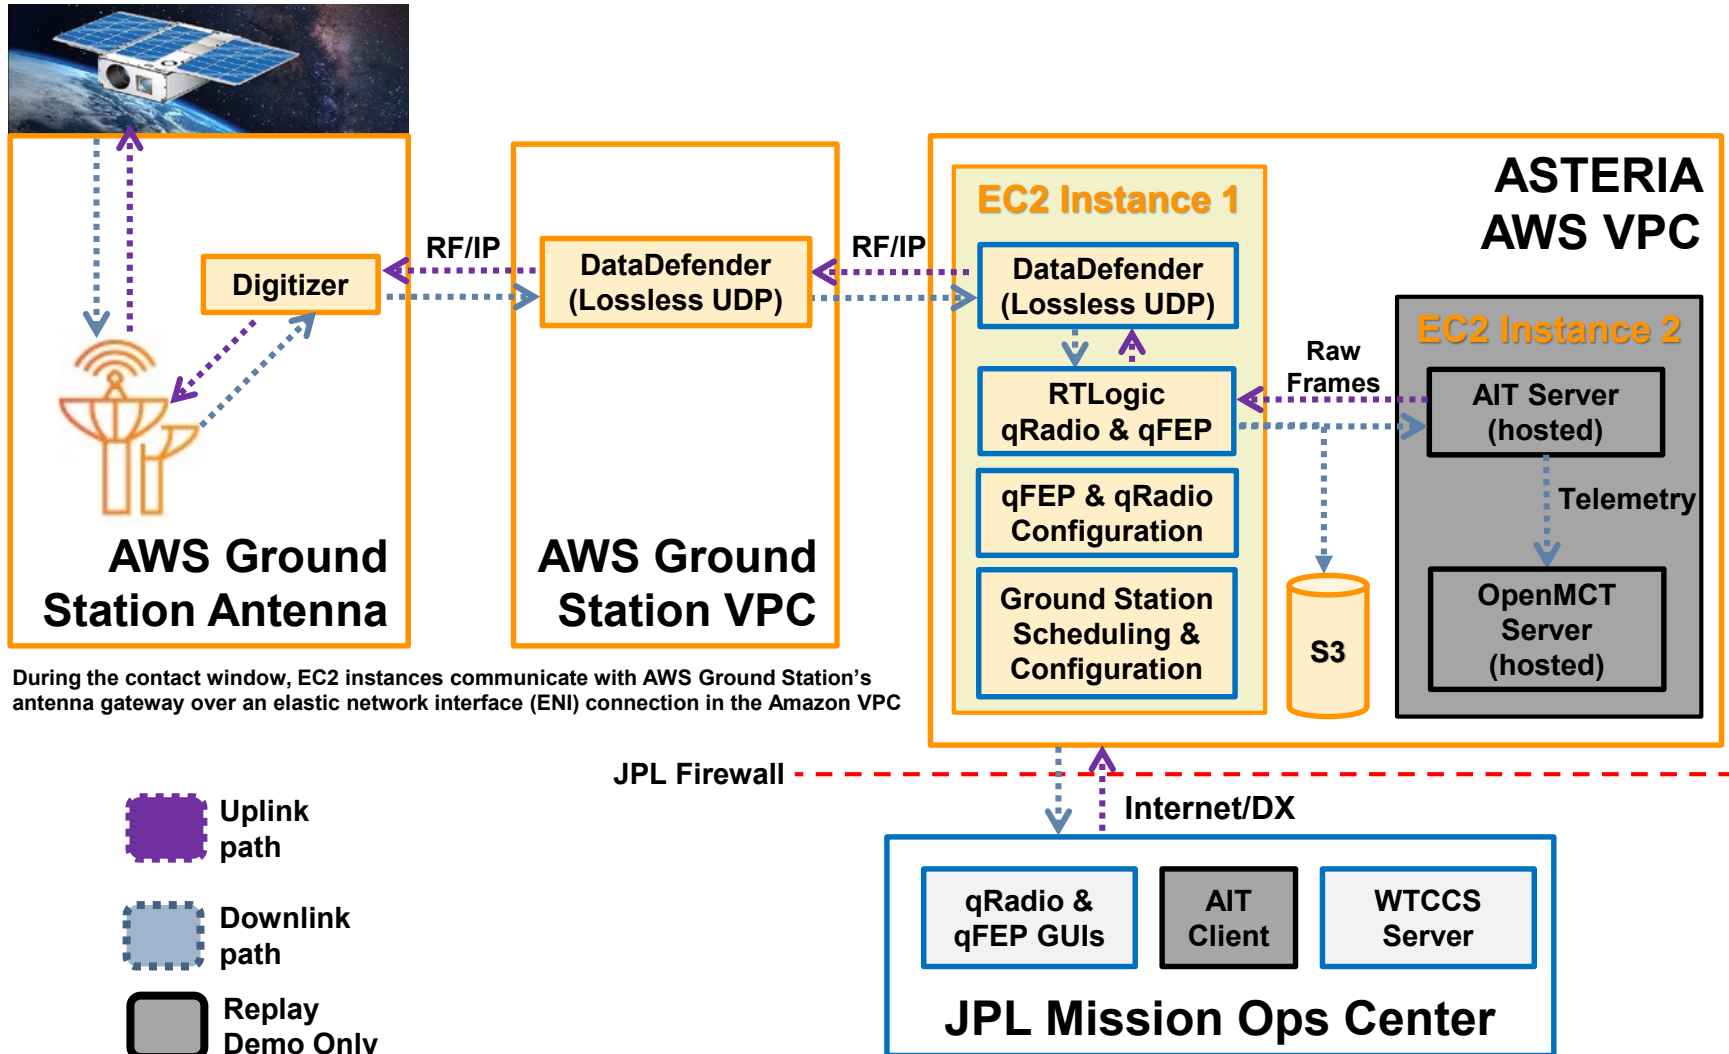 ASTERIA
AWS VPC
EC2 Instance 1
RF/IP
RF/IP
Digitizer
DataDefender
(Lossless UDP)
DataDefender
(Lossless UDP)
EC2 Instance 2
Raw
Frames
RTLogic
qRadio & qFEP
AIT Server
(hosted)
qFEP & qRadio
Configuration
Telemetry
AWS Ground
Station Antenna
AWS Ground
Station VPC
Ground Station
Scheduling &
Configuration
S3
OpenMCT
Server
(hosted)
During the contact window, EC2 instances communicate with AWS Ground Station's
antenna gateway over an elastic network interface (ENI) connection in the Amazon VPC
JPL Firewall
Internet/DX
Uplink
path
Downlink
path
Replay
Demo Only
qRadio &
qFEP GUIs
AIT
Client
WTCCS
Server
JPL Mission Ops Center